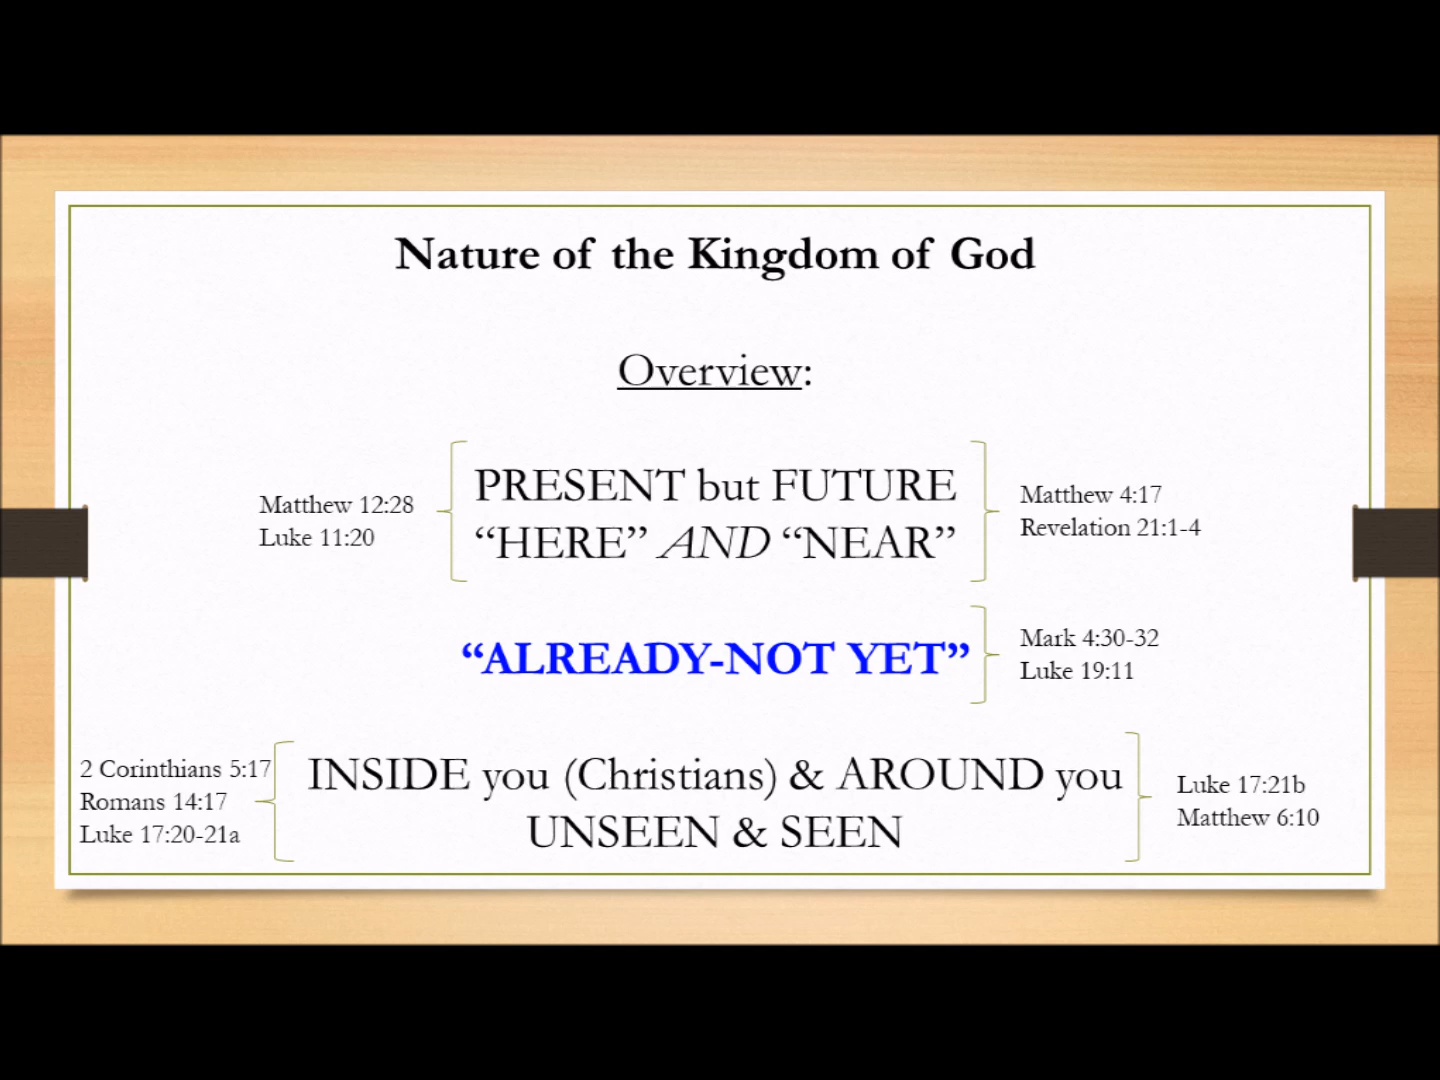 Nature of the Kingdom of God
Overview:
Matthew 12:28
Luke 11:20
PRESENT but FUTURE
“HERE” AND “NEAR”
Matthew 4:17
Revelation 21:1-4
“ALREADY-NOT YET”
Mark 4:30-32
Luke 19:11
2 Corinthians 5:17
Romans 14:17
Luke 17:20-21a
INSIDE you (Christians) & AROUND you
UNSEEN & SEEN
Luke 17:21b
Matthew 6:10